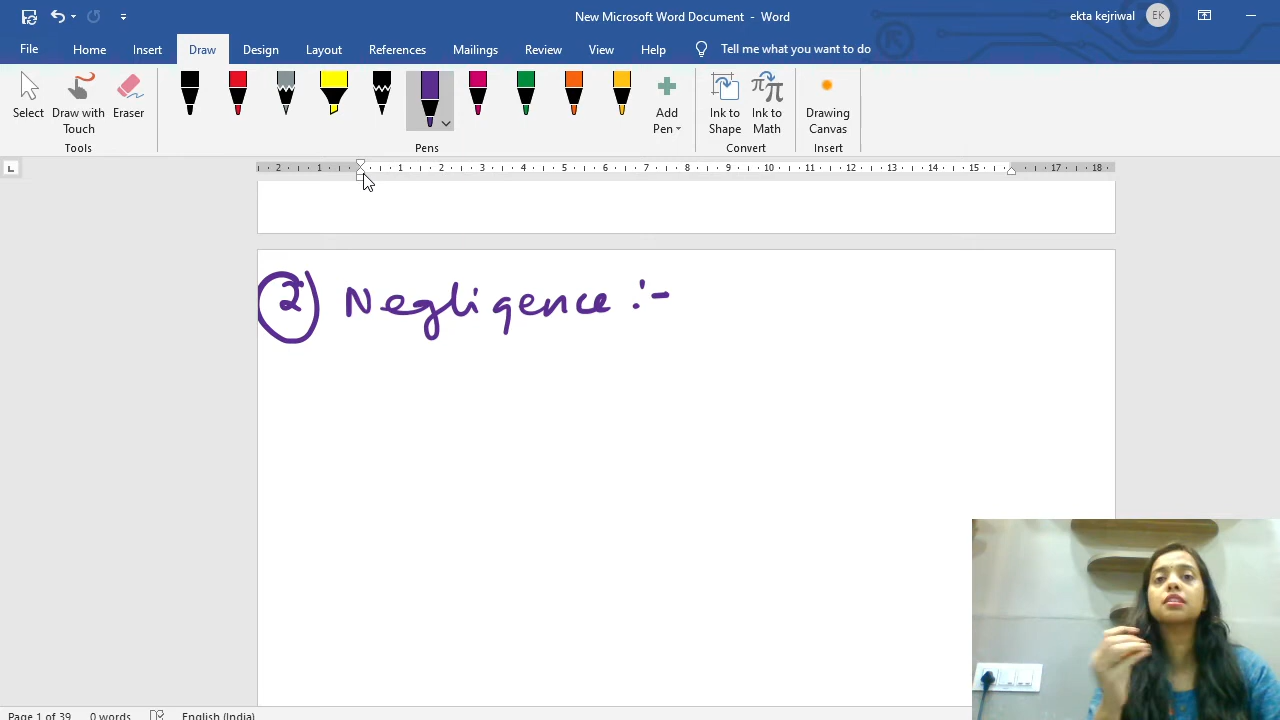 New Microsoft Word Document - Word
ekta kejriwal EK
File Home Insert Draw Design Layout References Mailings Review View Help Tell me what you want to do
Select
Draw with Touch
Eraser
Add Pen
Ink to Shape
Ink to Math
Drawing Canvas
Tools Pens Convert Insert
2 1 1 2 3 4 5 6 7 8 9 10 11 12 13 14 15 17 18
2 Negligence :-
Page 1 of 39 0 words English (India)